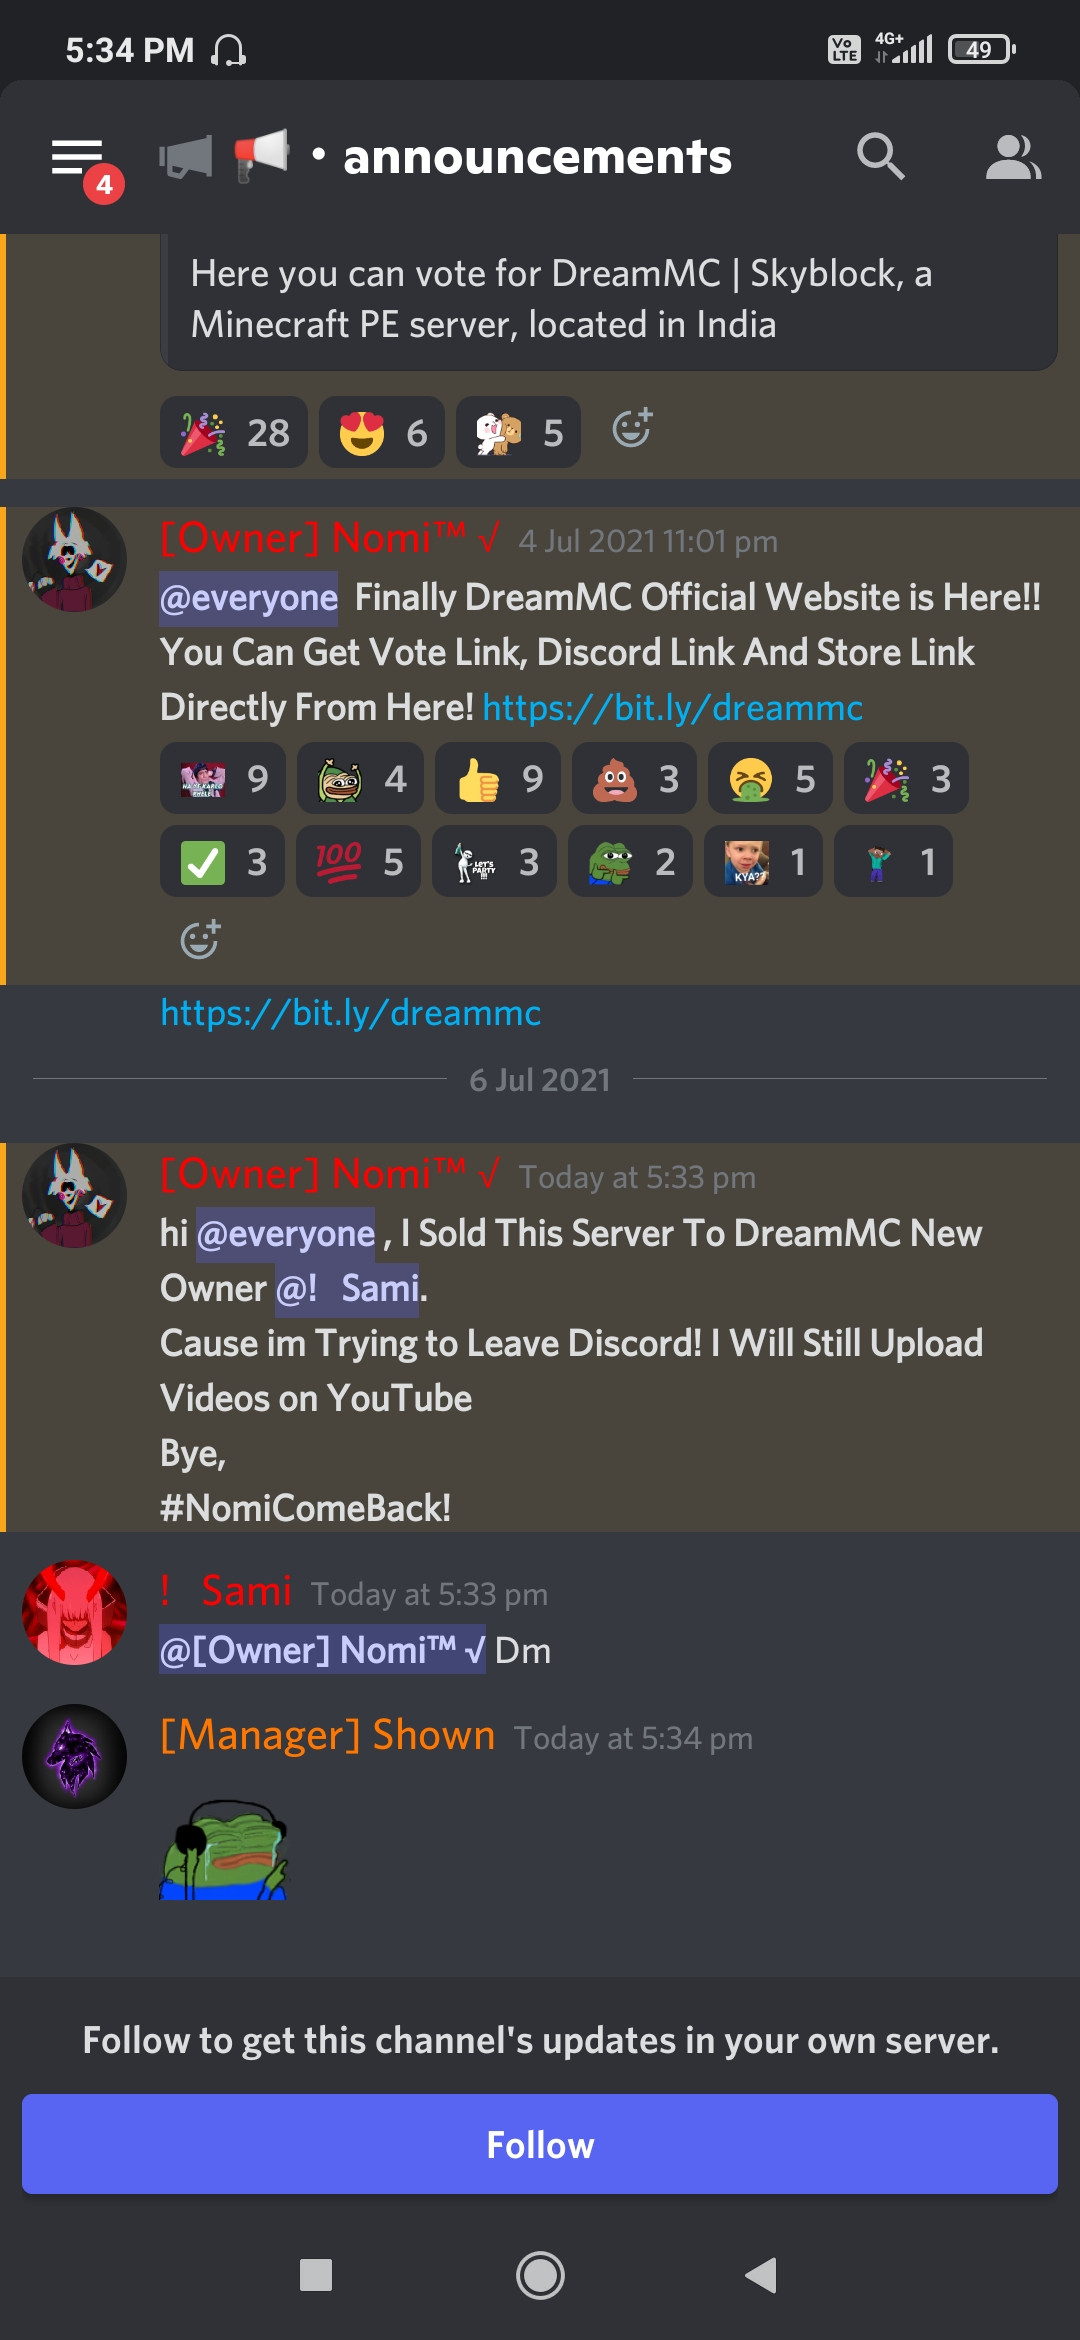 5:34 PM
Vo LTE 4G+ 49
4
• announcements
Here you can vote for DreamMC | Skyblock, a
Minecraft PE server, located in India
28 6 5
[Owner] Nomi™ √ 4 Jul 2021 11:01 pm
@everyone Finally DreamMC Official Website is Here!!
You Can Get Vote Link, Discord Link And Store Link
Directly From Here! https://bit.ly/dreammc
9 4 9 3 5 3
3 100 5 LET'S PARTY !!! 3 2 KYA?? 1 1
https://bit.ly/dreammc
6 Jul 2021
[Owner] Nomi™ √ Today at 5:33 pm
hi @everyone , I Sold This Server To DreamMC New
Owner @! Sami.
Cause im Trying to Leave Discord! I Will Still Upload
Videos on YouTube
Bye,
#NomiComeBack!
! Sami Today at 5:33 pm
@[Owner] Nomi™ √ Dm
[Manager] Shown Today at 5:34 pm
Follow to get this channel's updates in your own server.
Follow